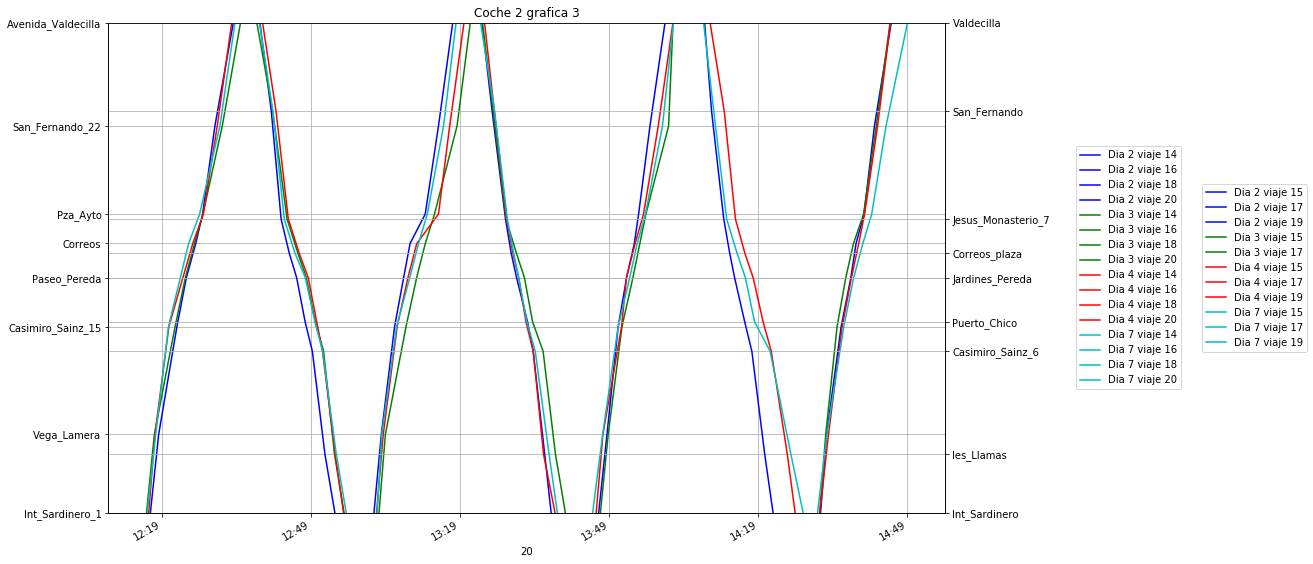 Coche 2 grafica 3
Avenida_Valdecilla
San_Fernando_22
Pza_Ayto
Correos
Paseo_Pereda
Casimiro_Sainz_15
Vega_Lamera
Int_Sardinero_1
Valdecilla
San_Fernando
Jesus_Monasterio_7
Correos_plaza
Jardines_Pereda
Puerto_Chico
Casimiro_Sainz_6
Ies_Llamas
Int_Sardinero
12:19
12:49
13:19
13:49
14:19
14:49
20
Dia 2 viaje 14
Dia 2 viaje 16
Dia 2 viaje 18
Dia 2 viaje 20
Dia 3 viaje 14
Dia 3 viaje 16
Dia 3 viaje 18
Dia 3 viaje 20
Dia 4 viaje 14
Dia 4 viaje 16
Dia 4 viaje 18
Dia 4 viaje 20
Dia 7 viaje 14
Dia 7 viaje 16
Dia 7 viaje 18
Dia 7 viaje 20
Dia 2 viaje 15
Dia 2 viaje 17
Dia 2 viaje 19
Dia 3 viaje 15
Dia 3 viaje 17
Dia 4 viaje 15
Dia 4 viaje 17
Dia 4 viaje 19
Dia 7 viaje 15
Dia 7 viaje 17
Dia 7 viaje 19